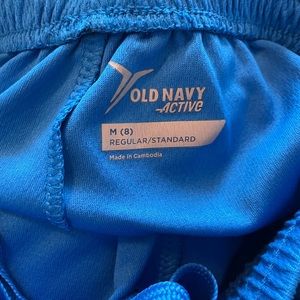 OLD NAVY
ACTIVE
M (8)
REGULAR/STANDARD
Made in Cambodia